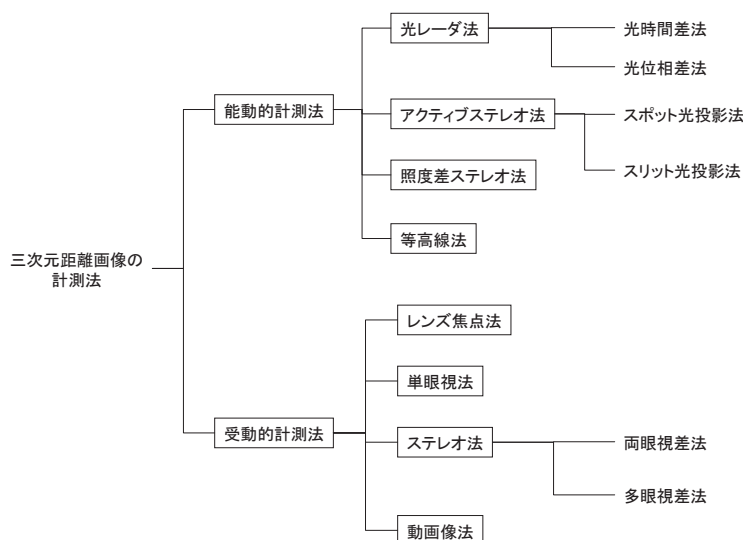 三次元距離画像の
計測法
能動的計測法
光レーダ法
光時間差法
光位相差法
アクティブステレオ法
スポット光投影法
スリット光投影法
照度差ステレオ法
等高線法
受動的計測法
レンズ焦点法
単眼視法
ステレオ法
両眼視差法
多眼視差法
動画像法